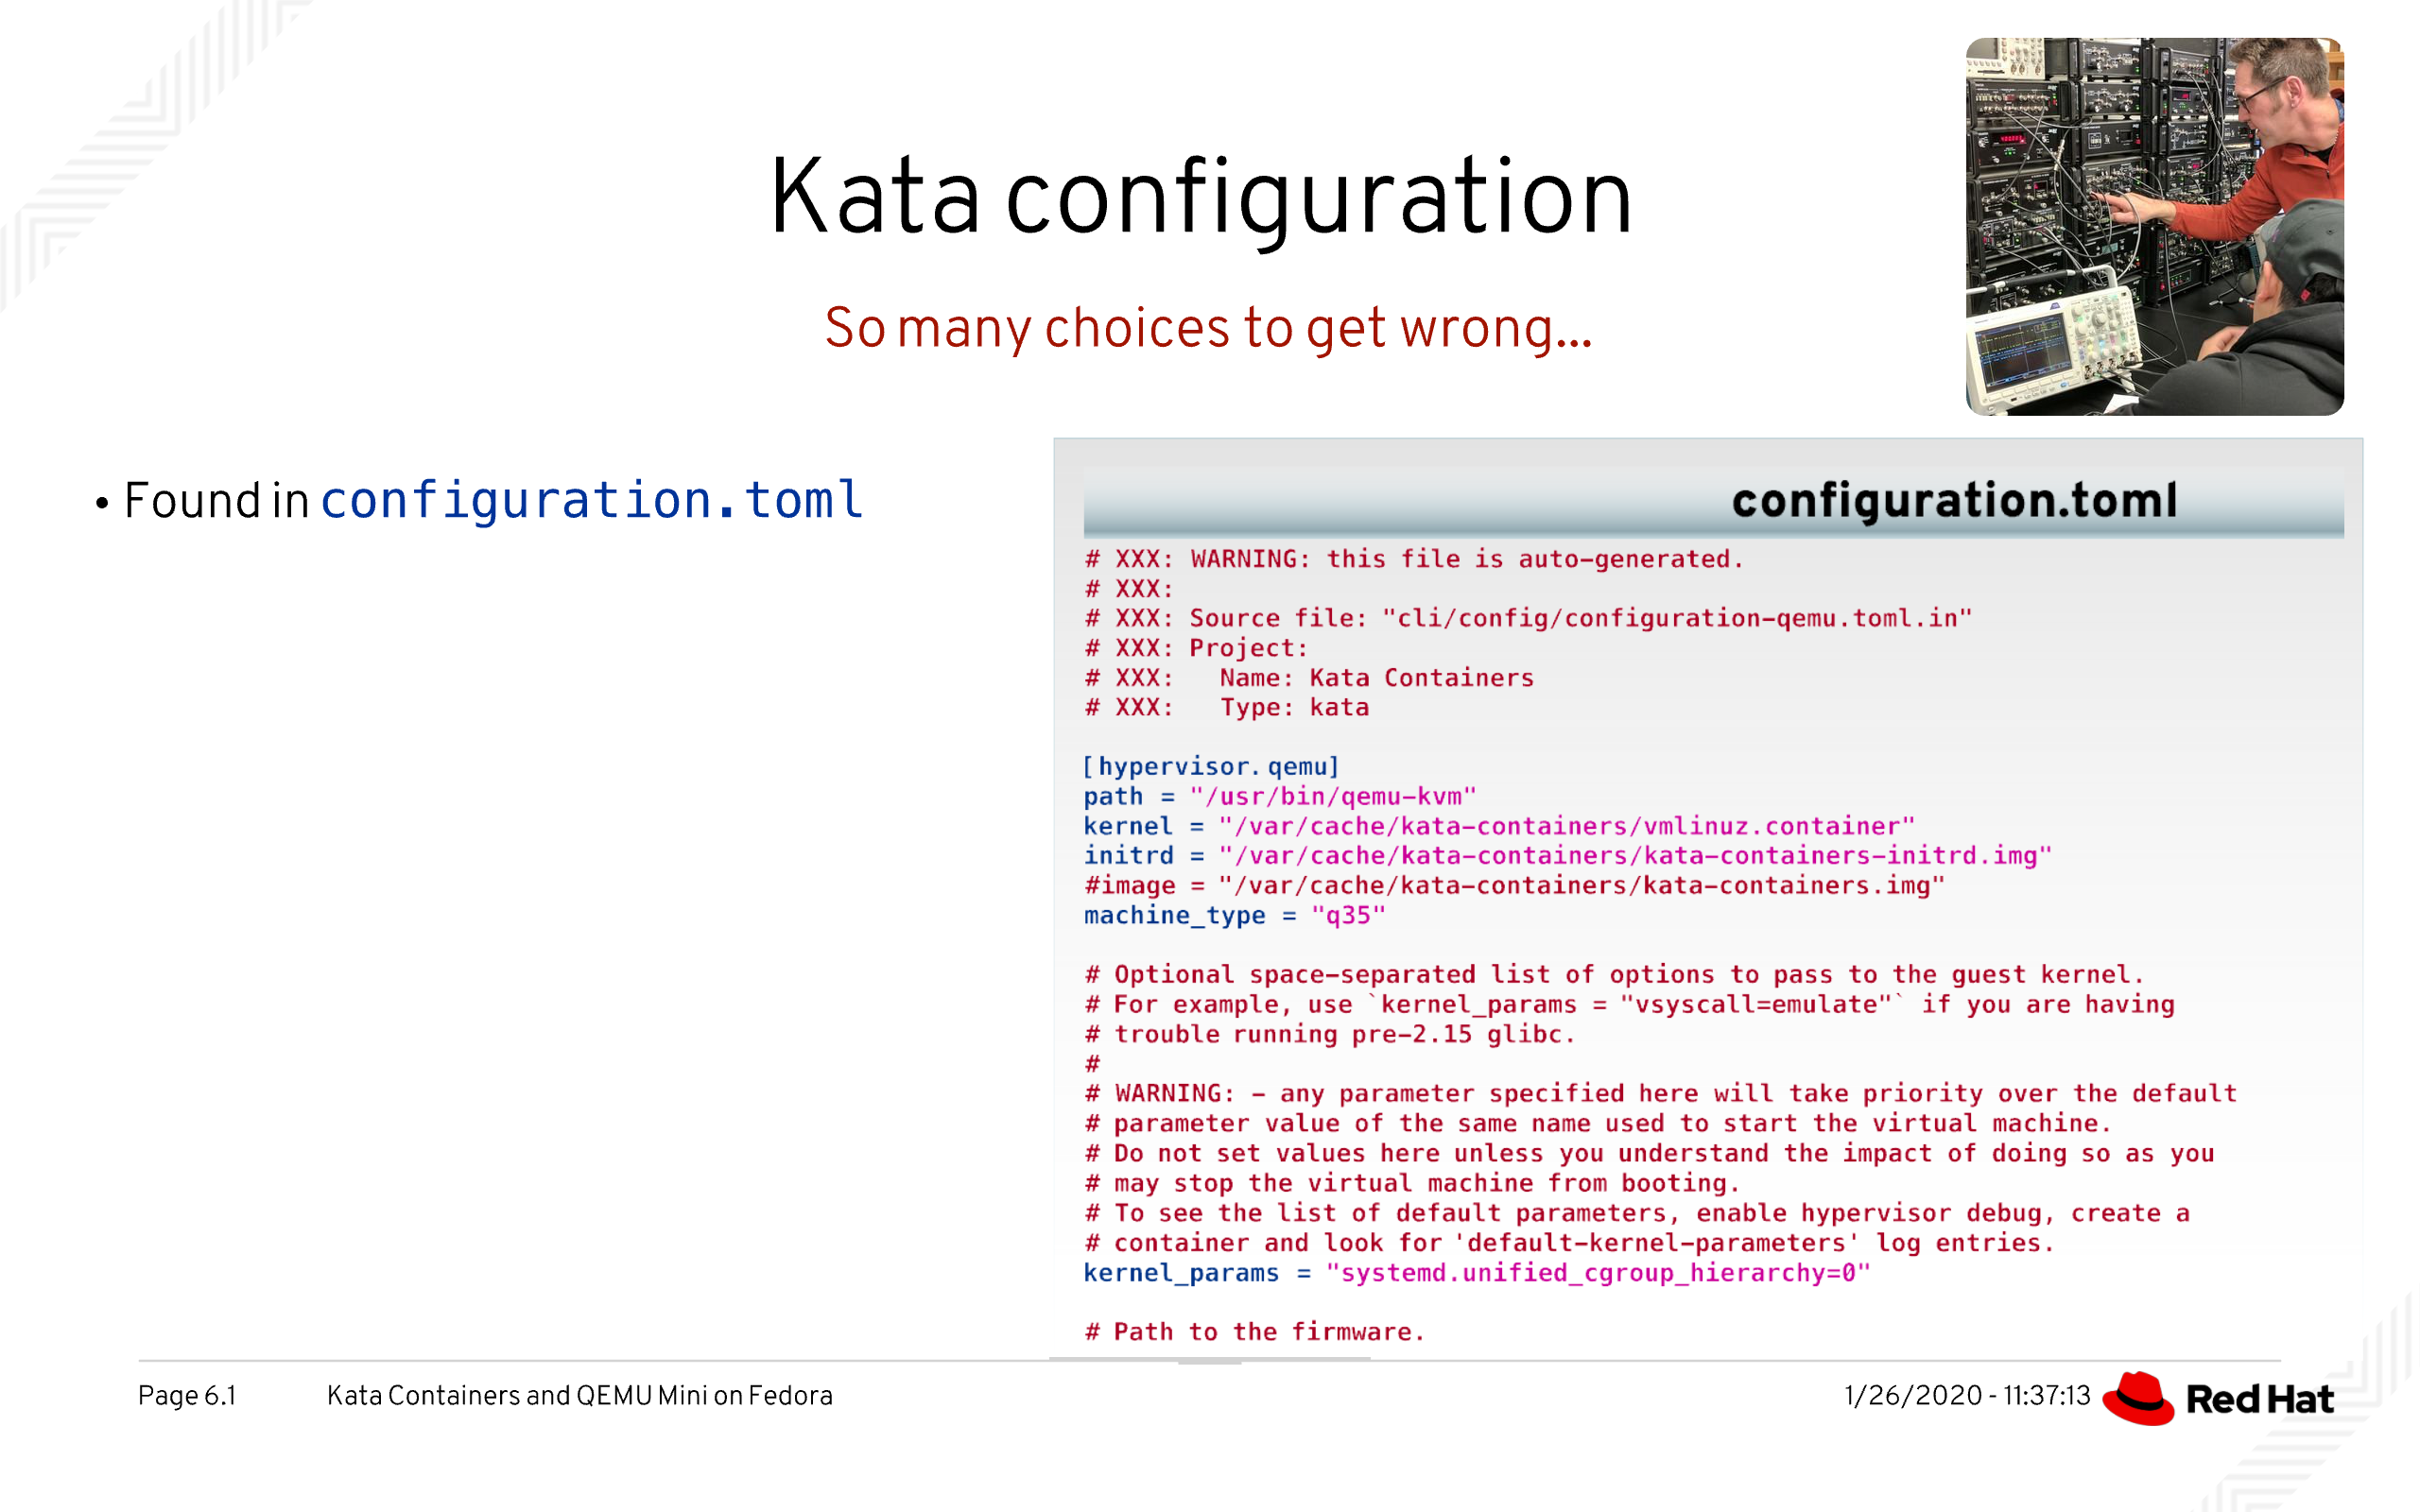 Kata configuration
So many choices to get wrong...
• Found in configuration.toml
configuration.toml
# XXX: WARNING: this file is auto-generated.
# XXX:
# XXX: Source file: "cli/config/configuration-qemu.toml.in"
# XXX: Project:
# XXX:   Name: Kata Containers
# XXX:   Type: kata
[hypervisor.qemu]
path = "/usr/bin/qemu-kvm"
kernel = "/var/cache/kata-containers/vmlinuz.container"
initrd = "/var/cache/kata-containers/kata-containers-initrd.img"
#image = "/var/cache/kata-containers/kata-containers.img"
machine_type = "q35"
# Optional space-separated list of options to pass to the guest kernel.
# For example, use `kernel_params = "vsyscall=emulate"` if you are having
# trouble running pre-2.15 glibc.
#
# WARNING: - any parameter specified here will take priority over the default
# parameter value of the same name used to start the virtual machine.
# Do not set values here unless you understand the impact of doing so as you
# may stop the virtual machine from booting.
# To see the list of default parameters, enable hypervisor debug, create a
# container and look for 'default-kernel-parameters' log entries.
kernel_params = "systemd.unified_cgroup_hierarchy=0"
# Path to the firmware.
Page 6.1 Kata Containers and QEMU Mini on Fedora 1/26/2020 - 11:37:13 Red Hat